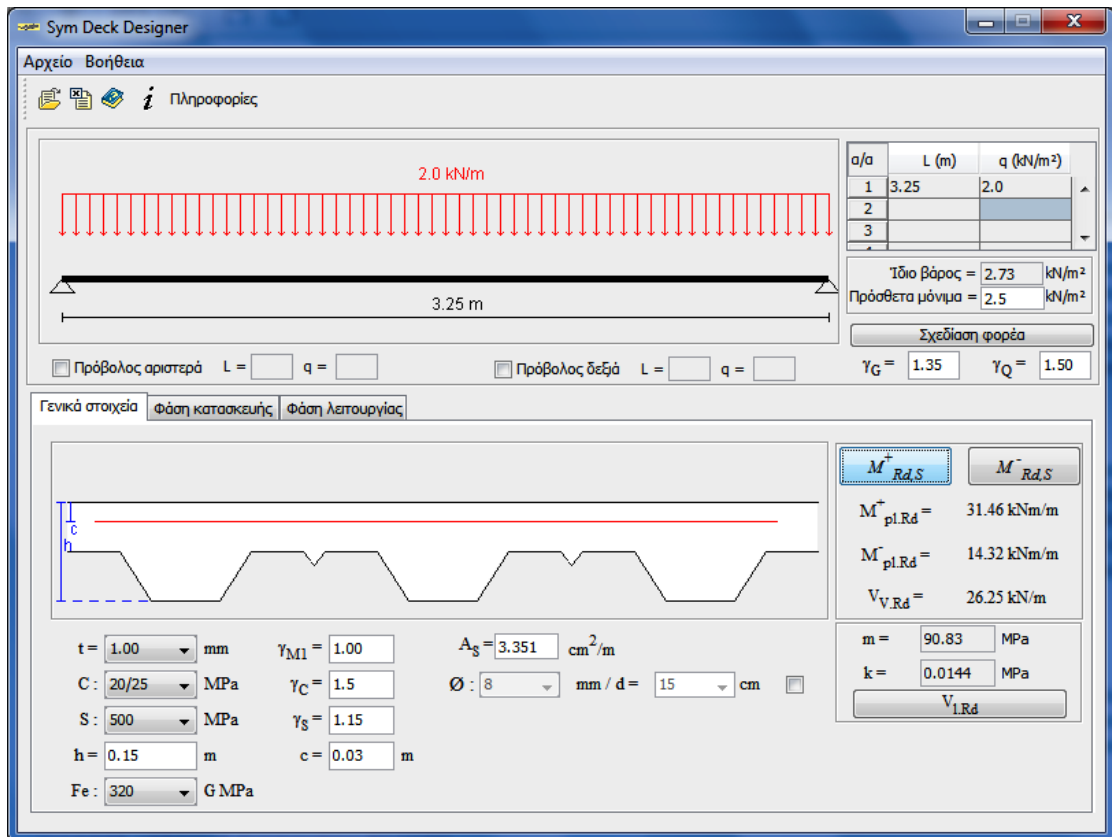 Sym Deck Designer
Αρχείο Βοήθεια
i Πληροφορίες
2.0 kN/m
3.25 m
α/α L (m) q (kN/m²)
1 3.25 2.0
2
3
Ίδιο βάρος = 2.73 kN/m²
Πρόσθετα μόνιμα = 2.5 kN/m²
Σχεδίαση φορέα
Πρόβολος αριστερά L = q =
Πρόβολος δεξιά L = q =
γG = 1.35 γQ = 1.50
Γενικά στοιχεία Φάση κατασκευής Φάση λειτουργίας
c
h
M+Rd,S M-Rd,S
M+pl.Rd = 31.46 kNm/m
M-pl.Rd = 14.32 kNm/m
VV.Rd = 26.25 kN/m
m = 90.83 MPa
k = 0.0144 MPa
V1.Rd
t = 1.00 mm γM1 = 1.00 AS = 3.351 cm2/m
C : 20/25 MPa γC = 1.5 Ø : 8 mm / d = 15 cm
S : 500 MPa γS = 1.15
h = 0.15 m c = 0.03 m
Fe : 320 G MPa